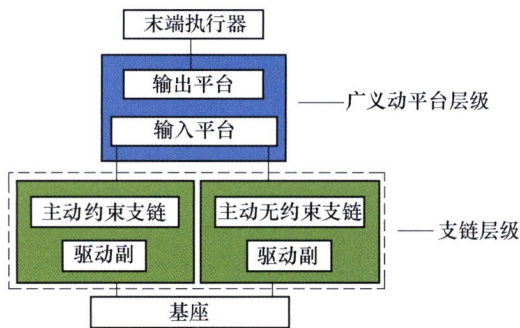 末端执行器
输出平台
广义动平台层级
输入平台
主动约束支链
主动无约束支链
支链层级
驱动副
驱动副
基座